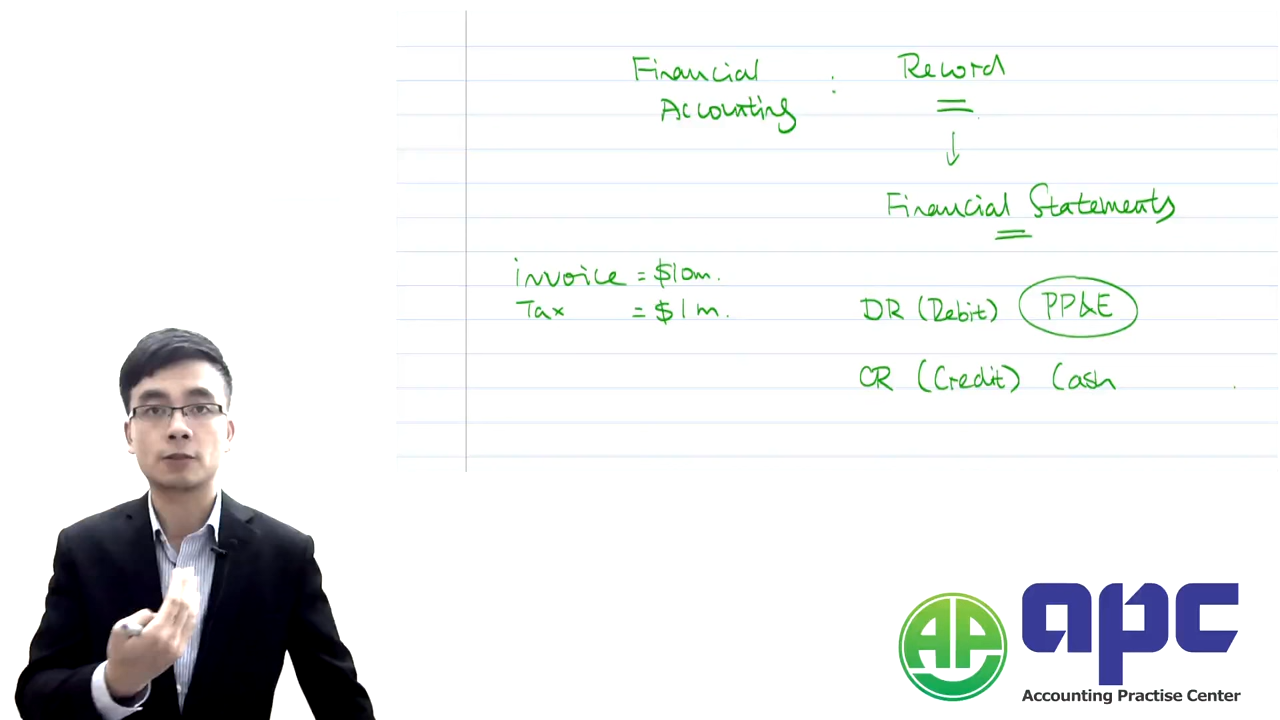 Financial : Record
Accounting
Financial Statements
invoice = $10m.
Tax = $1m.
DR (Debit) PP&E
CR (Credit) Cash
AP
apc
Accounting Practise Center